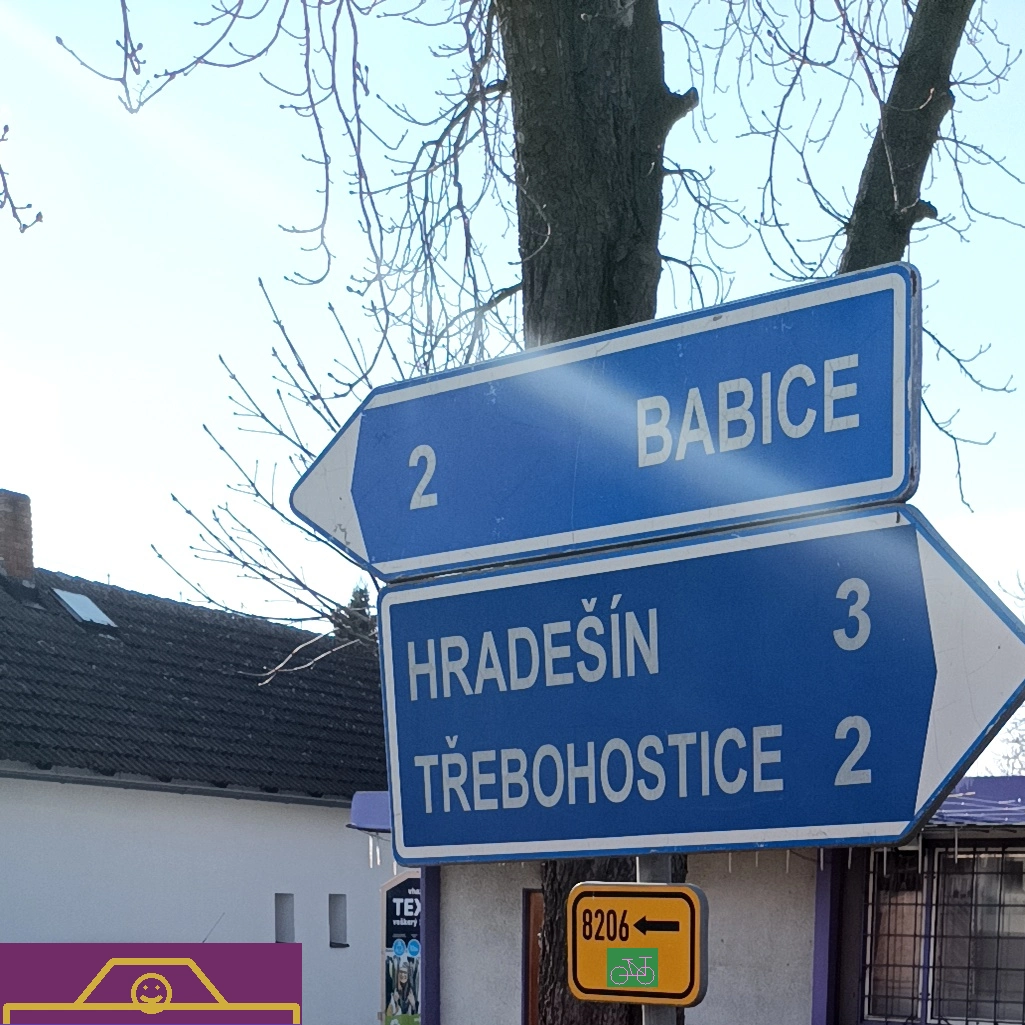 2 BABICE
HRADEŠÍN 3
TŘEBOHOSTICE 2
8206